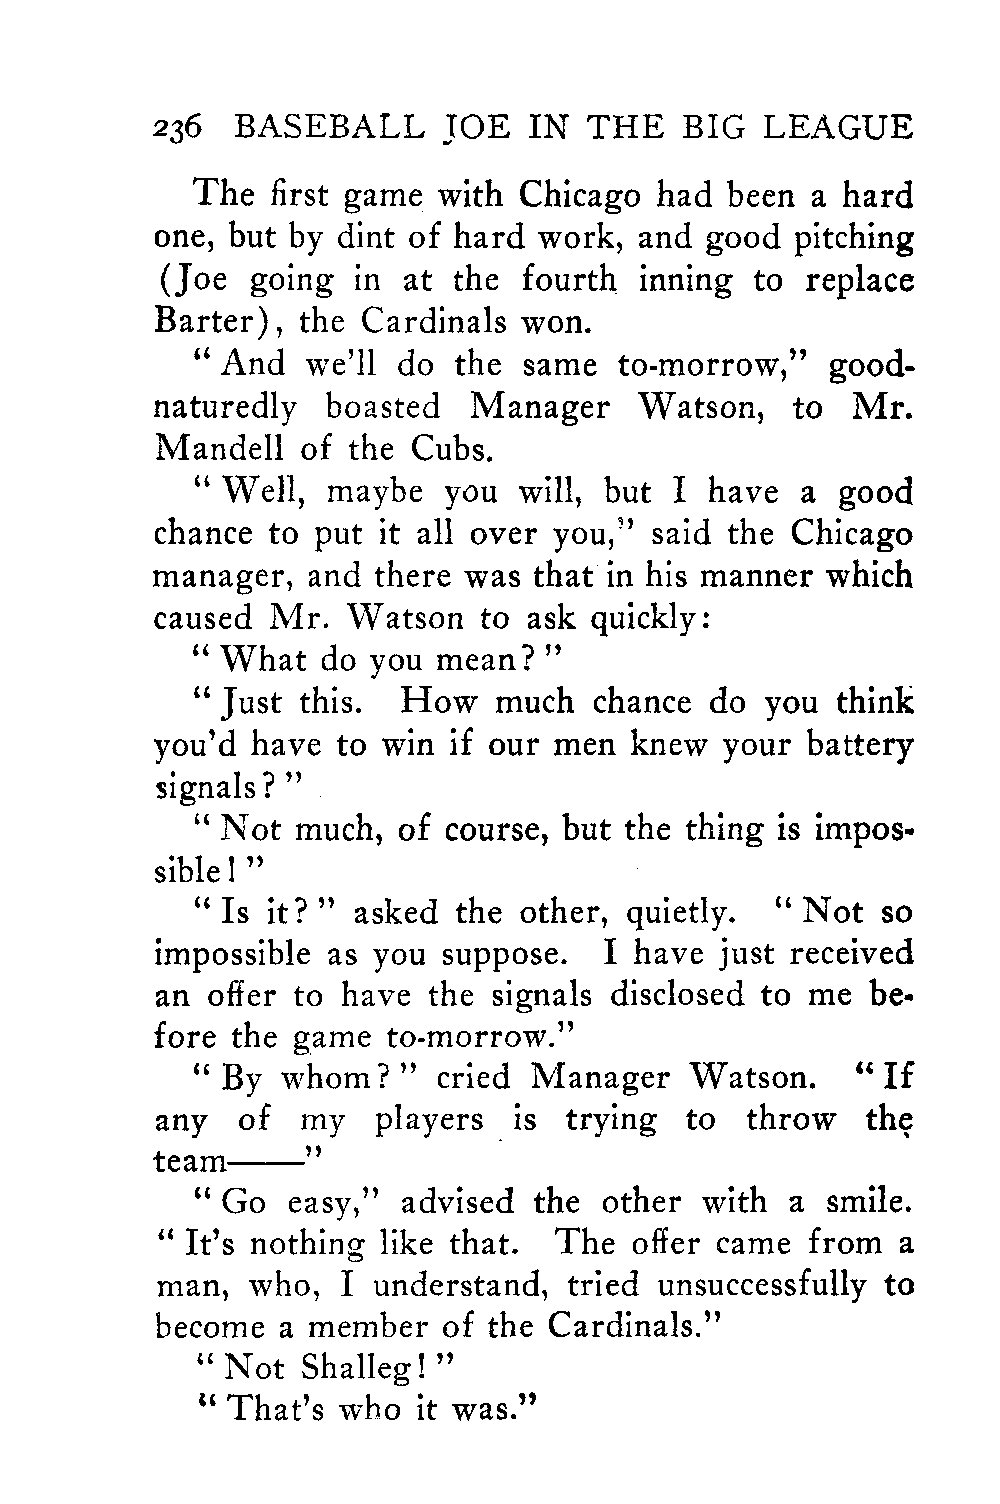 236 BASEBALL JOE IN THE BIG LEAGUE
The first game with Chicago had been a hard
one, but by dint of hard work, and good pitching
(Joe going in at the fourth inning to replace
Barter), the Cardinals won.
" And we'll do the same to-morrow," good-
naturedly boasted Manager Watson, to Mr.
Mandell of the Cubs.
" Well, maybe you will, but I have a good
chance to put it all over you," said the Chicago
manager, and there was that in his manner which
caused Mr. Watson to ask quickly:
" What do you mean? "
" Just this. How much chance do you think
you'd have to win if our men knew your battery
signals? "
" Not much, of course, but the thing is impos-
sible! "
" Is it? " asked the other, quietly. " Not so
impossible as you suppose. I have just received
an offer to have the signals disclosed to me be-
fore the game to-morrow."
" By whom? " cried Manager Watson. " If
any of my players is trying to throw the
team——"
" Go easy," advised the other with a smile.
" It's nothing like that. The offer came from a
man, who, I understand, tried unsuccessfully to
become a member of the Cardinals."
" Not Shalleg! "
" That's who it was."